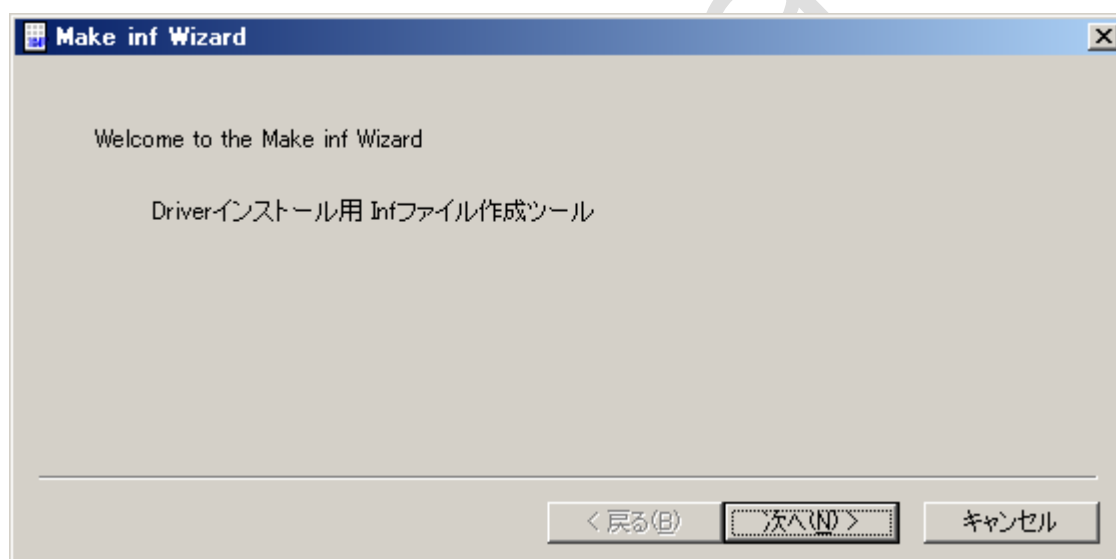 Make inf Wizard
Welcome to the Make inf Wizard
Driverインストール用 Infファイル作成ツール
< 戻る(B) 次へ(N) > キャンセル